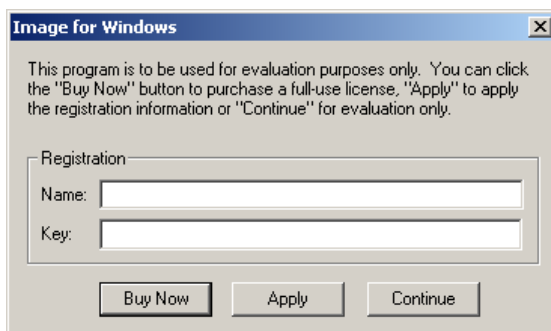 Image for Windows
This program is to be used for evaluation purposes only. You can click
the "Buy Now" button to purchase a full-use license, "Apply" to apply
the registration information or "Continue" for evaluation only.
Registration
Name:
Key:
Buy Now Apply Continue